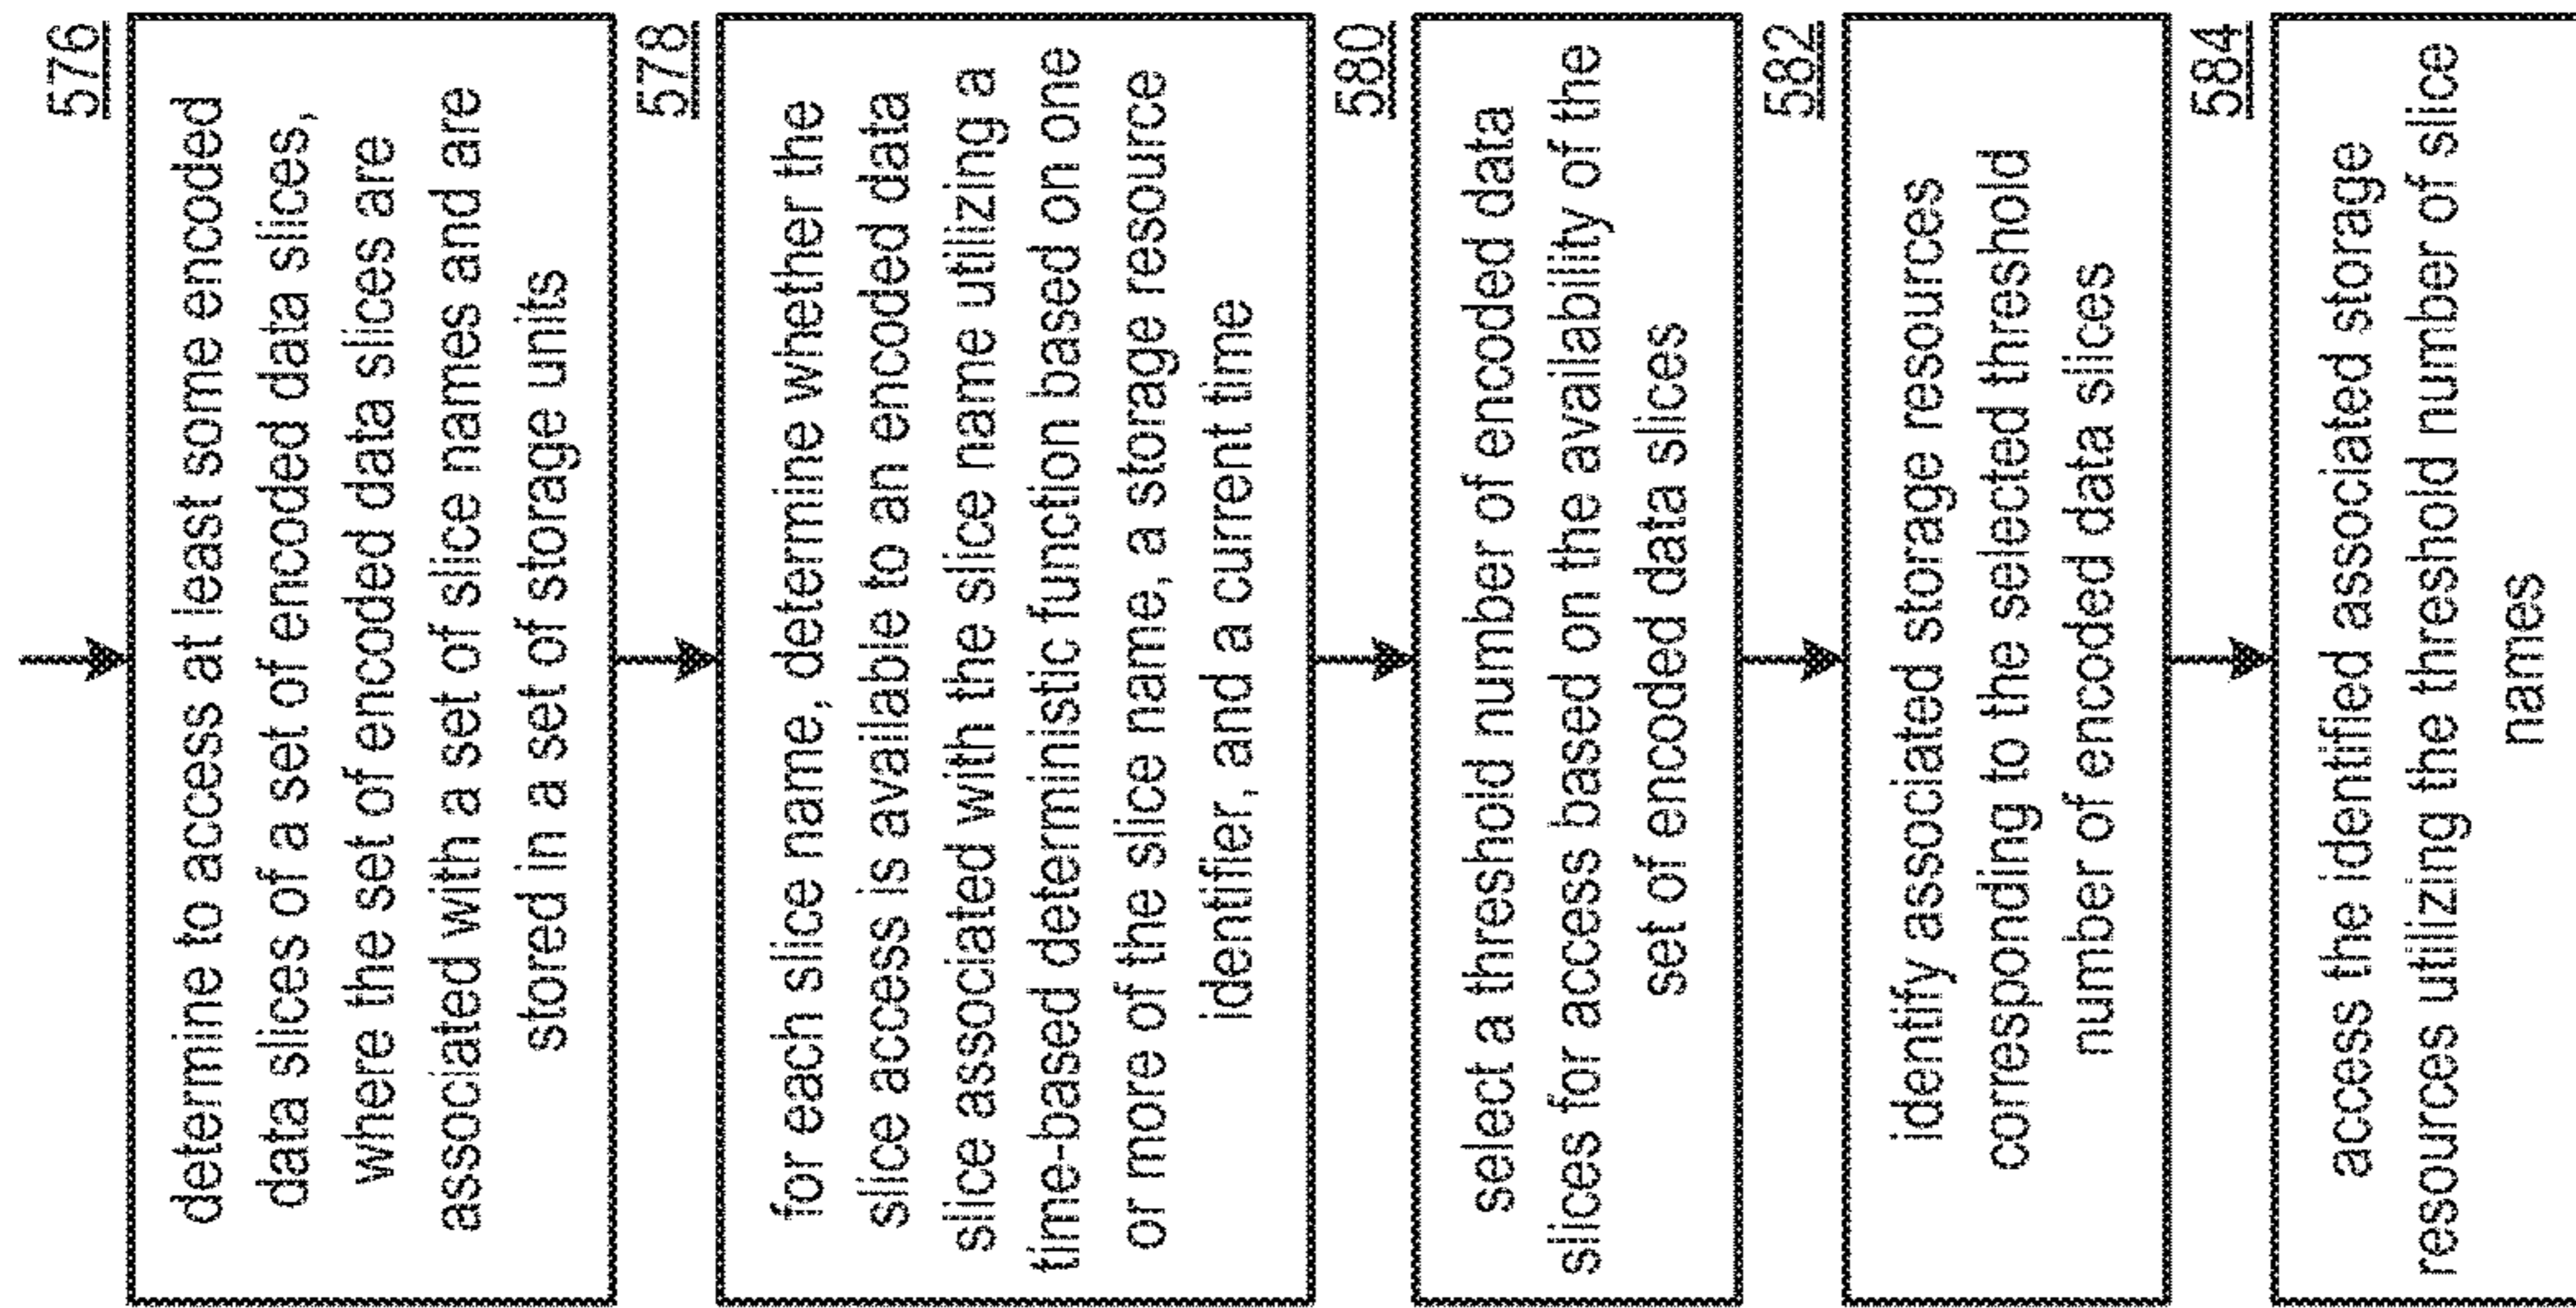 576
determine to access at least some encoded
data slices of a set of encoded data slices,
where the set of encoded data slices are
associated with a set of slice names and are
stored in a set of storage units
578
for each slice name, determine whether the
slice access is available to an encoded data
slice associated with the slice name utilizing a
time-based deterministic function based on one
or more of the slice name, a storage resource
identifier, and a current time
580
select a threshold number of encoded data
slices for access based on the availability of the
set of encoded data slices
582
identify associated storage resources
corresponding to the selected threshold
number of encoded data slices
584
access the identified associated storage
resources utilizing the threshold number of slice
names